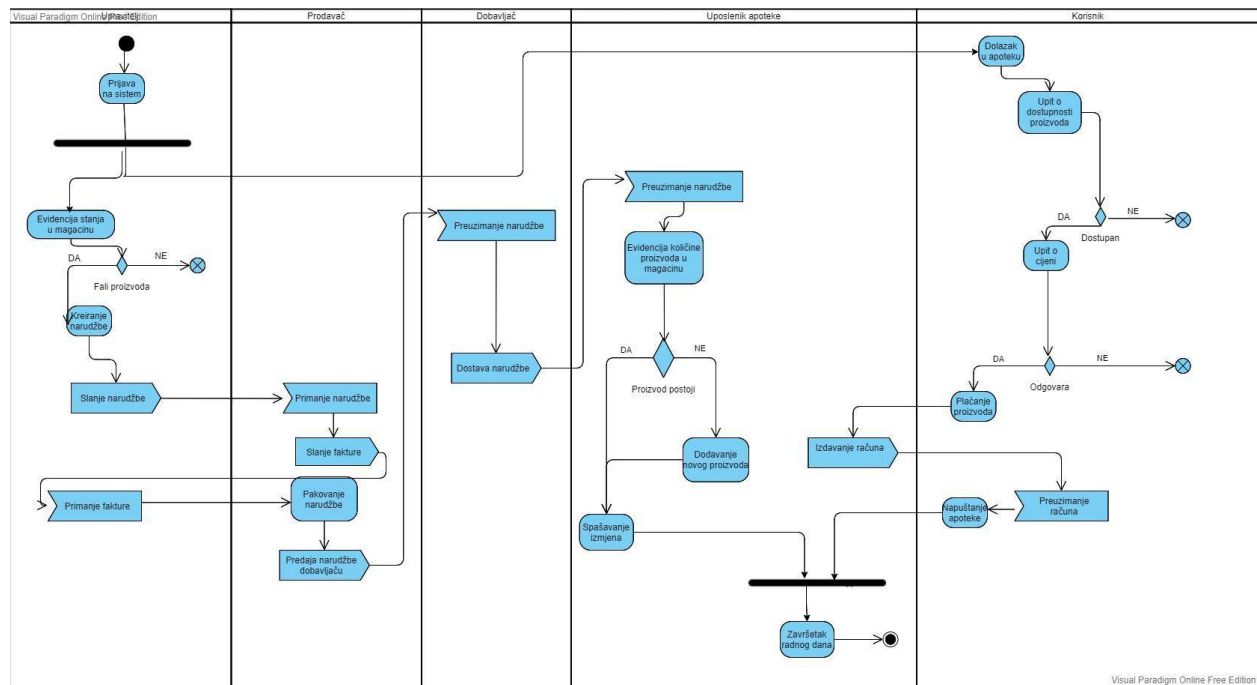 Visual Paradigm Online Free Edition
Upravitelj
Prodavač
Dobavljač
Uposlenik apoteke
Korisnik
Prijava
na sistem
Evidencija stanja
u magacinu
DA
NE
Fali proizvoda
Kreiranje
narudžbe
Slanje narudžbe
Primanje fakture
Primanje narudžbe
Slanje fakture
Pakovanje
narudžbe
Predaja narudžbe
dobavljaču
Preuzimanje narudžbe
Dostava narudžbe
Preuzimanje narudžbe
Evidencija količine
proizvoda u
magacinu
DA
NE
Proizvod postoji
Dodavanje
novog proizvoda
Spašavanje
izmjena
Izdavanje računa
Završetak
radnog dana
Dolazak
u apoteku
Upit o
dostupnosti
proizvoda
DA
NE
Dostupan
Upit o
cijeni
DA
NE
Odgovara
Plaćanje
proizvoda
Preuzimanje
računa
Napuštanje
apoteke
Visual Paradigm Online Free Edition